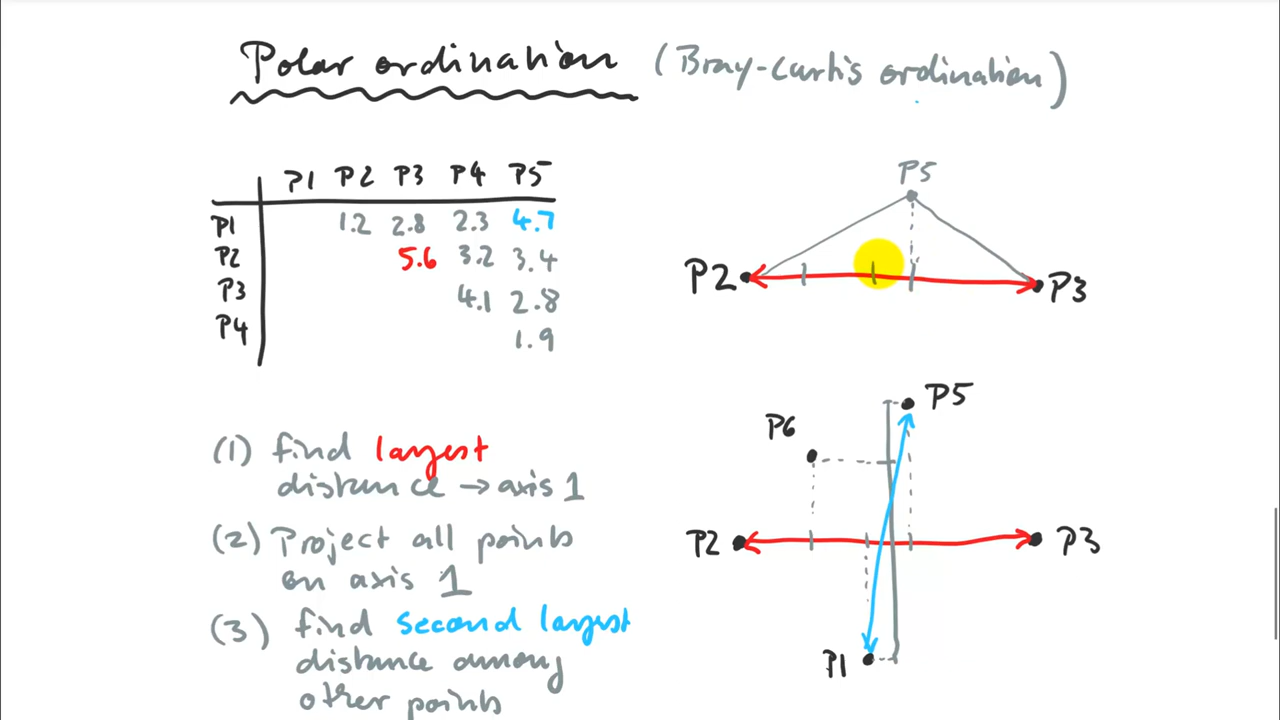 Polar ordination (Bray-Curtis ordination)
P1 P2 P3 P4 P5
P1 1.2 2.8 2.3 4.7
P2 5.6 3.2 3.4
P3 4.1 2.8
P4 1.9
P5
P2 P3
(1) find largest
distance → axis 1
(2) Project all points
on axis 1
(3) find second largest
distance among
other points
P5
P6
P2 P3
P1